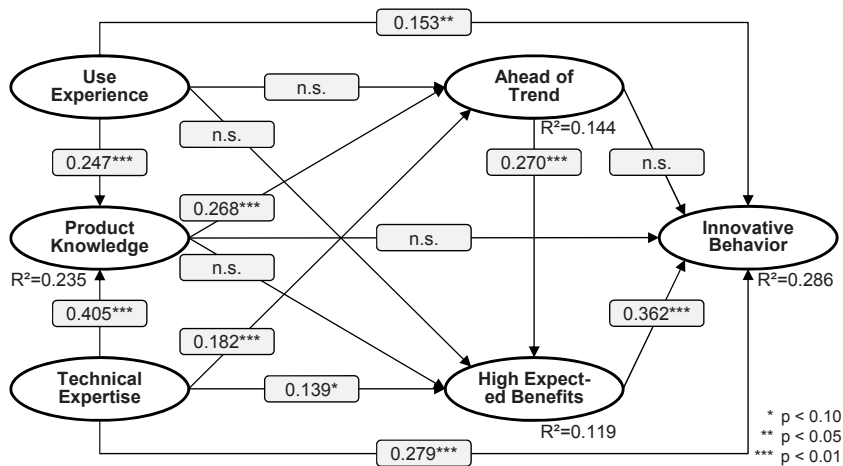 0.153**
Use
Experience
n.s.
Ahead of
Trend
n.s.
R²=0.144
0.247***
0.270***
n.s.
0.268***
Product
Knowledge
n.s.
Innovative
Behavior
R²=0.235
n.s.
R²=0.286
0.405***
0.362***
0.182***
Technical
Expertise
0.139*
High Expect-
ed Benefits
R²=0.119
0.279***
* p < 0.10
** p < 0.05
*** p < 0.01